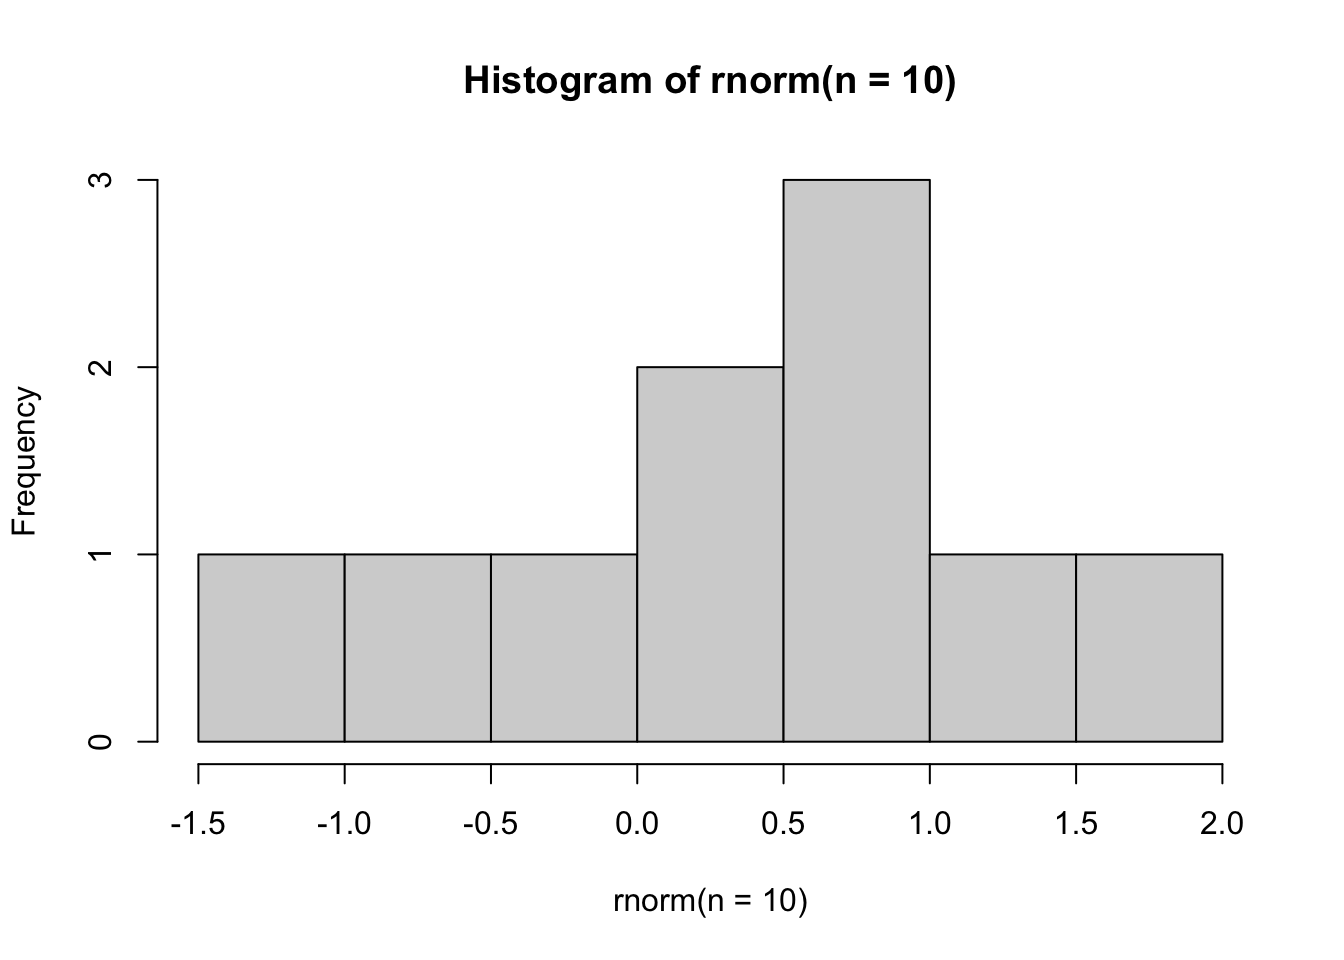 Histogram of rnorm(n = 10)
Frequency
3
2
1
0
-1.5 -1.0 -0.5 0.0 0.5 1.0 1.5 2.0
rnorm(n = 10)